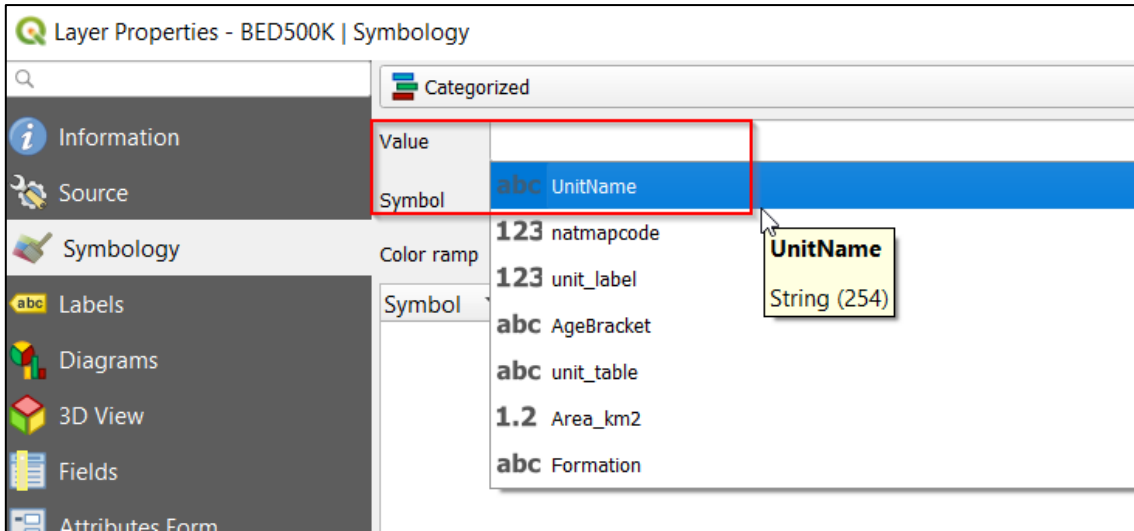 Layer Properties - BED500K | Symbology
Categorized
Information
Value
Source
abc UnitName
Symbol
Symbology
123 natmapcode
UnitName
Color ramp
123 unit_label
String (254)
Labels
Symbol
abc AgeBracket
Diagrams
abc unit_table
3D View
1.2 Area_km2
Fields
abc Formation
Attributes Form